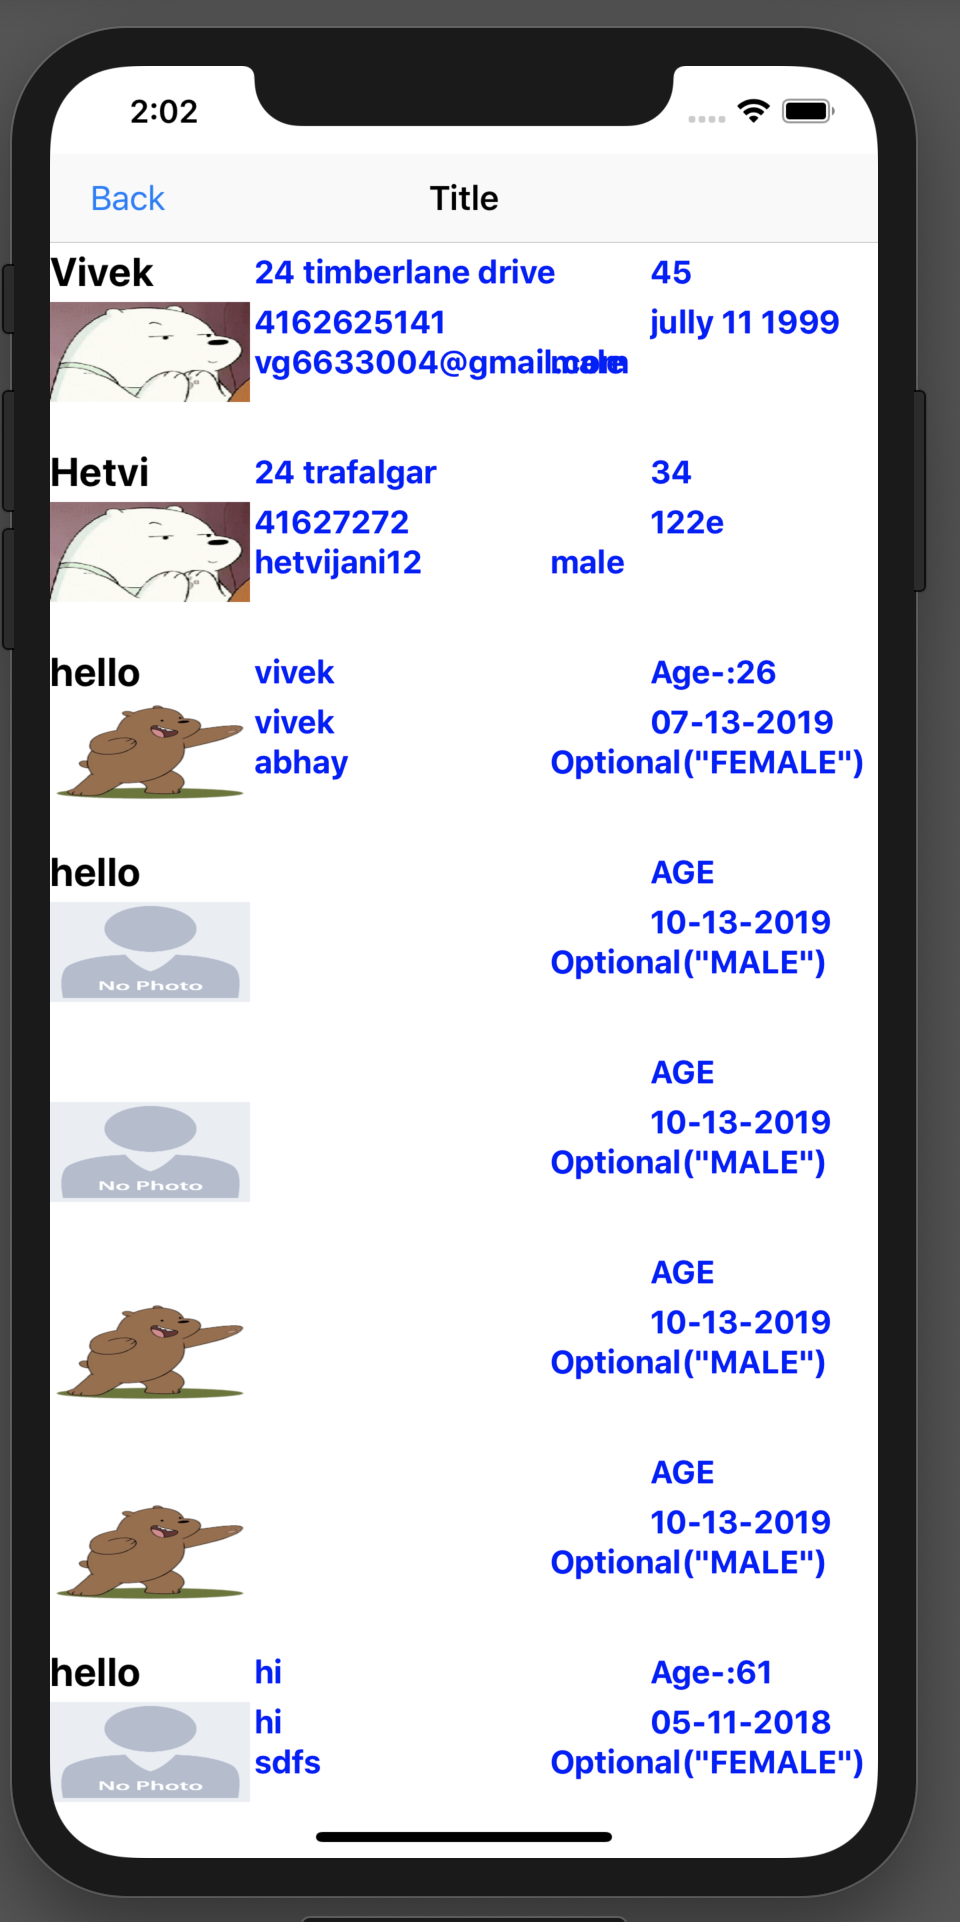 2:02
Back Title
Vivek 24 timberlane drive 45
4162625141 jully 11 1999
vg6633004@gmail.com male
Hetvi 24 trafalgar 34
41627272 122e
hetvijani12 male
hello vivek Age-:26
vivek 07-13-2019
abhay Optional("FEMALE")
hello AGE
10-13-2019
Optional("MALE")
No Photo
AGE
10-13-2019
Optional("MALE")
No Photo
AGE
10-13-2019
Optional("MALE")
AGE
10-13-2019
Optional("MALE")
hello hi Age-:61
hi 05-11-2018
sdfs Optional("FEMALE")
No Photo